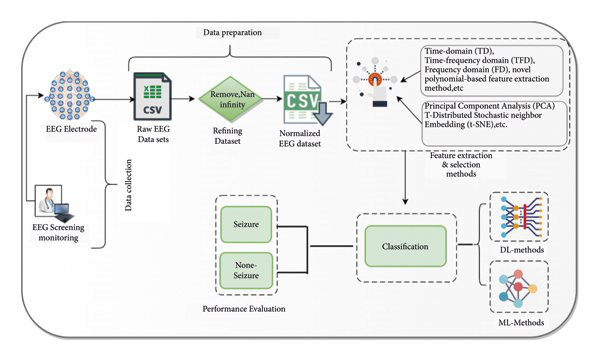 Data preparation
EEG Electrode
CSV
Raw EEG
Data sets
Remove,Nan
infinity
Refining
Dataset
CSV
Normalized
EEG dataset
Time-domain (TD),
Time-frequency domain (TFD),
Frequency domain (FD), novel
polynomial-based feature extraction
method,etc
Principal Component Analysis (PCA)
T-Distributed Stochastic neighbor
Embedding (t-SNE),etc.
Feature extraction
& selection
methods
Data collection
EEG Screening
monitoring
Seizure
None-
Seizure
Performance Evaluation
Classification
DL-methods
ML-Methods